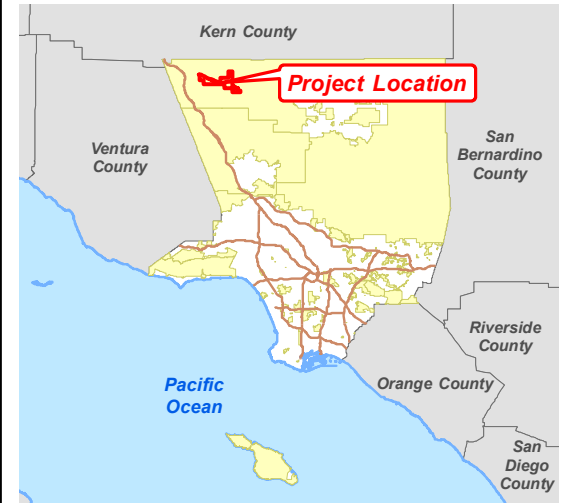 Kern County
Project Location
Ventura
County
San
Bernardino
County
Riverside
County
Pacific
Ocean
Orange County
San
Diego
County